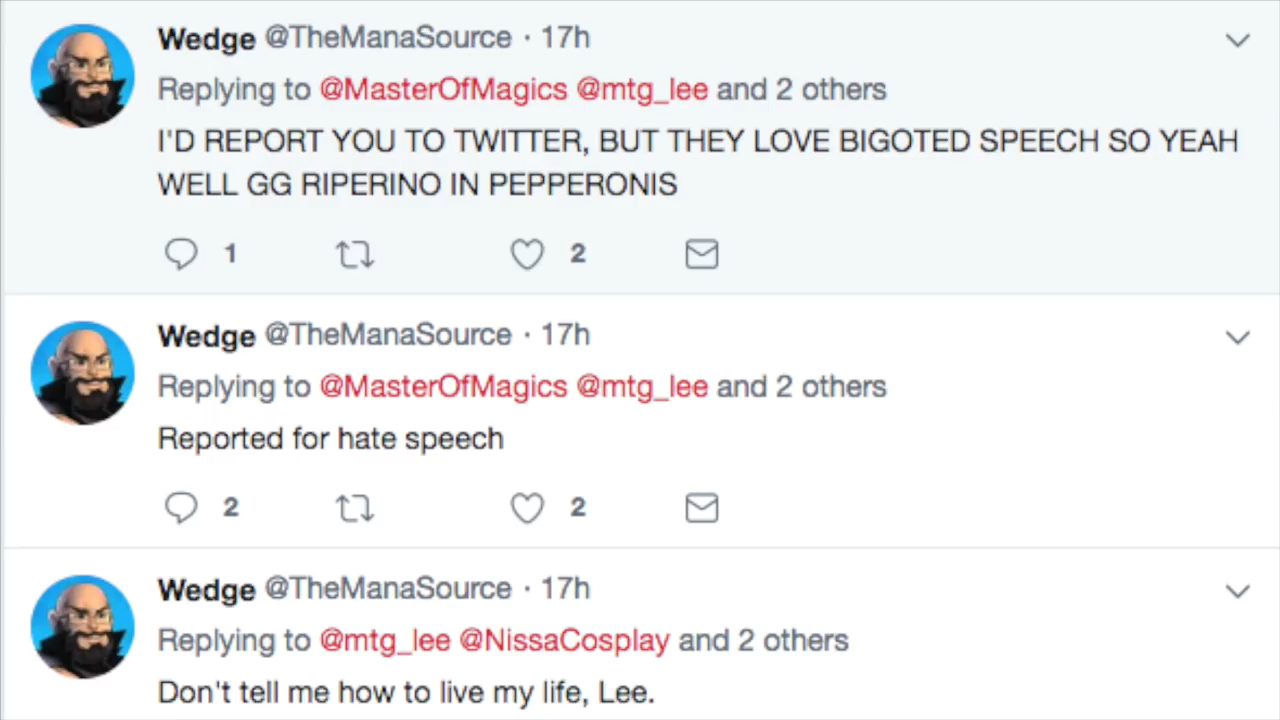 Wedge @TheManaSource · 17h
Replying to @MasterOfMagics @mtg_lee and 2 others
I'D REPORT YOU TO TWITTER, BUT THEY LOVE BIGOTED SPEECH SO YEAH
WELL GG RIPERINO IN PEPPERONIS
1 2
Wedge @TheManaSource · 17h
Replying to @MasterOfMagics @mtg_lee and 2 others
Reported for hate speech
2 2
Wedge @TheManaSource · 17h
Replying to @mtg_lee @NissaCosplay and 2 others
Don't tell me how to live my life, Lee.